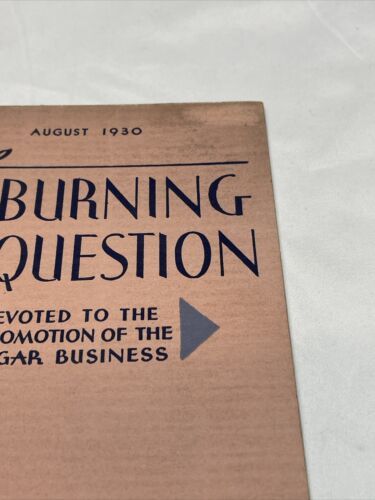 AUGUST 1930
BURNING
QUESTION
EVOTED TO THE
OMOTION OF THE
GAR BUSINESS